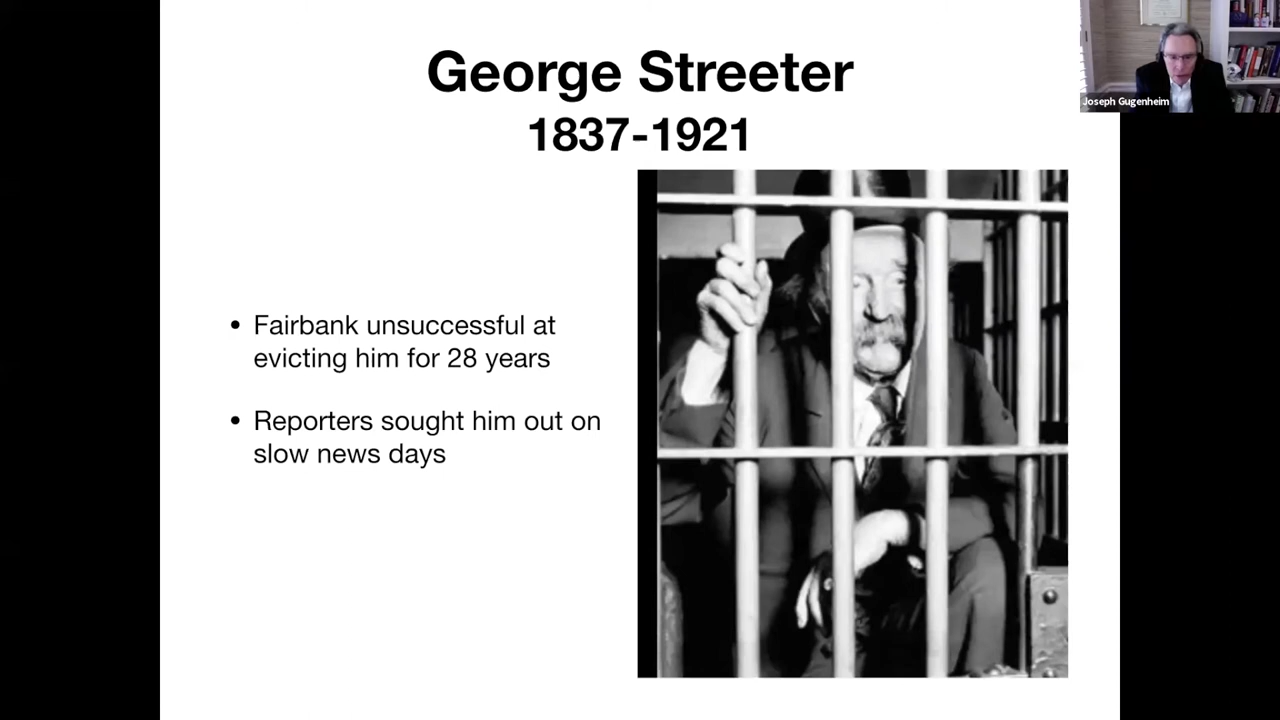 George Streeter
1837-1921
Joseph Gugenheim
• Fairbank unsuccessful at
evicting him for 28 years
• Reporters sought him out on
slow news days